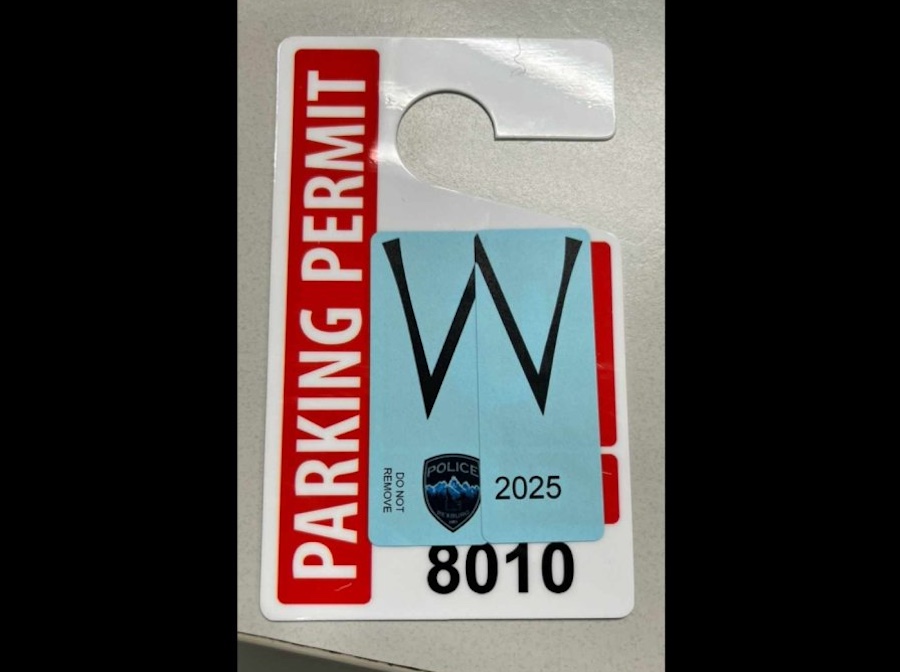 PARKING PERMIT
W
DO NOT
REMOVE
POLICE
2025
8010